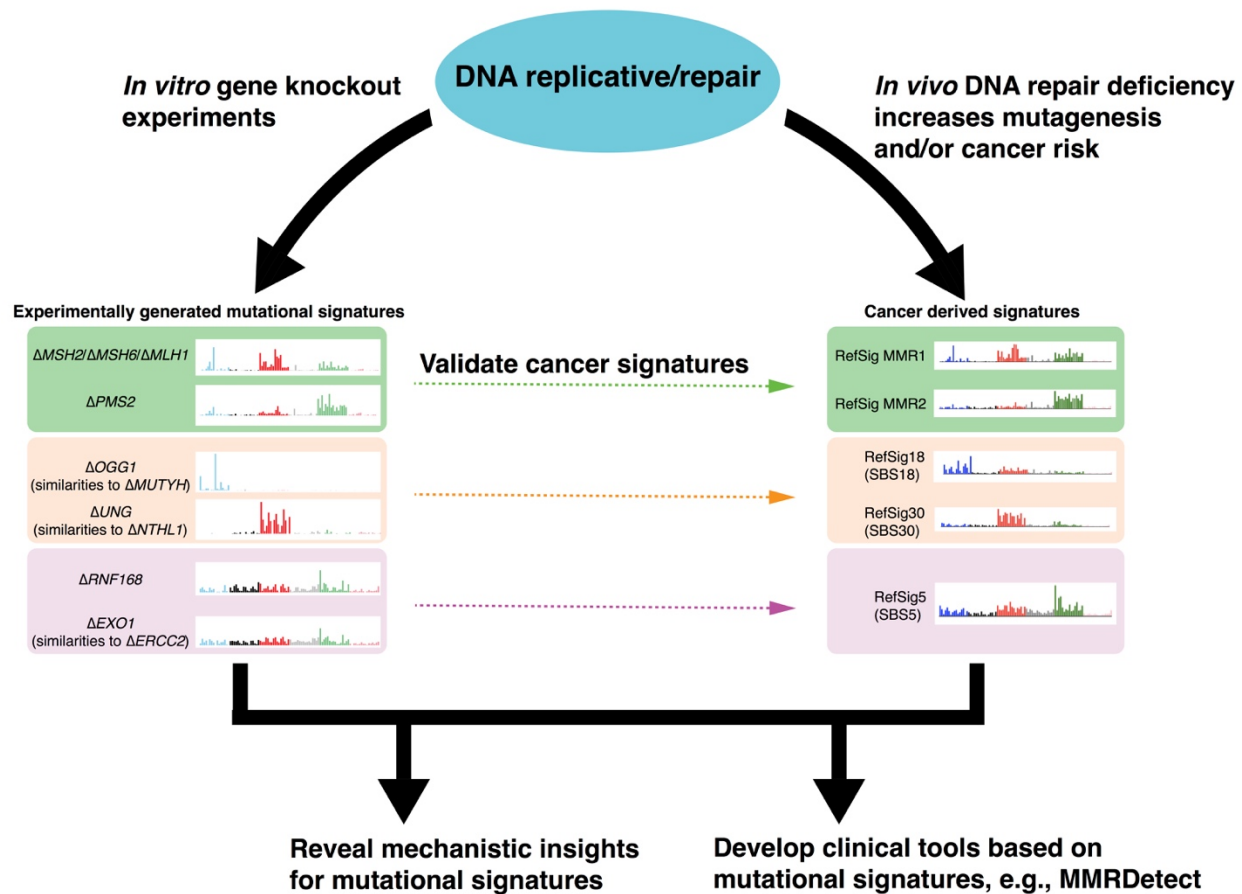 DNA replicative/repair
In vitro gene knockout
experiments
In vivo DNA repair deficiency
increases mutagenesis
and/or cancer risk
Experimentally generated mutational signatures
ΔMSH2/ΔMSH6/ΔMLH1
ΔPMS2
ΔOGG1
(similarities to ΔMUTYH)
ΔUNG
(similarities to ΔNTHL1)
ΔRNF168
ΔEXO1
(similarities to ΔERCC2)
Validate cancer signatures
Cancer derived signatures
RefSig MMR1
RefSig MMR2
RefSig18
(SBS18)
RefSig30
(SBS30)
RefSig5
(SBS5)
Reveal mechanistic insights
for mutational signatures
Develop clinical tools based on
mutational signatures, e.g., MMRDetect